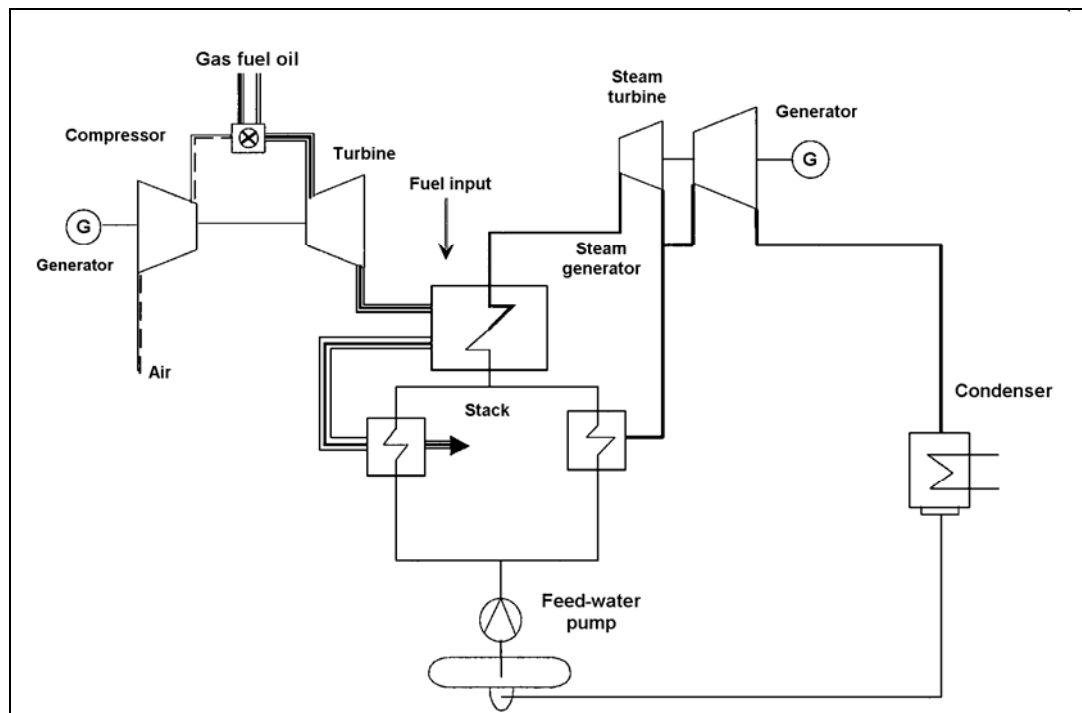 Gas fuel oil
Compressor
Turbine
Fuel input
Steam
turbine
Generator
G
G
Generator
Steam
generator
Air
Stack
Condenser
Feed-water
pump